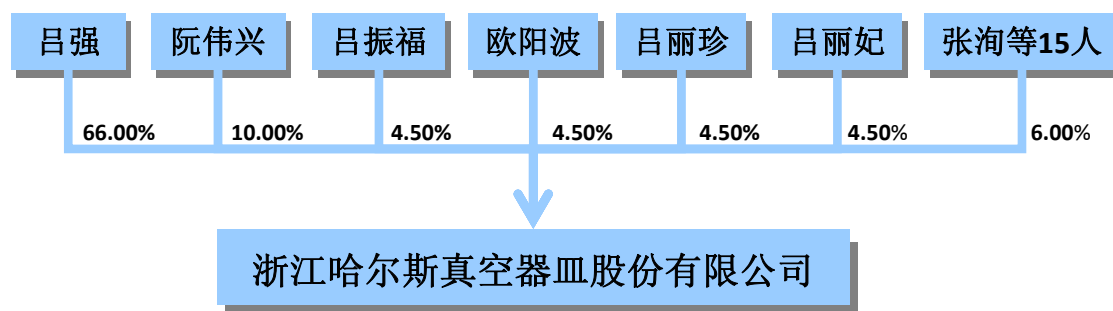 吕强 阮伟兴 吕振福 欧阳波 吕丽珍 吕丽妃 张洵等15人
66.00% 10.00% 4.50% 4.50% 4.50% 4.50% 6.00%
浙江哈尔斯真空器皿股份有限公司